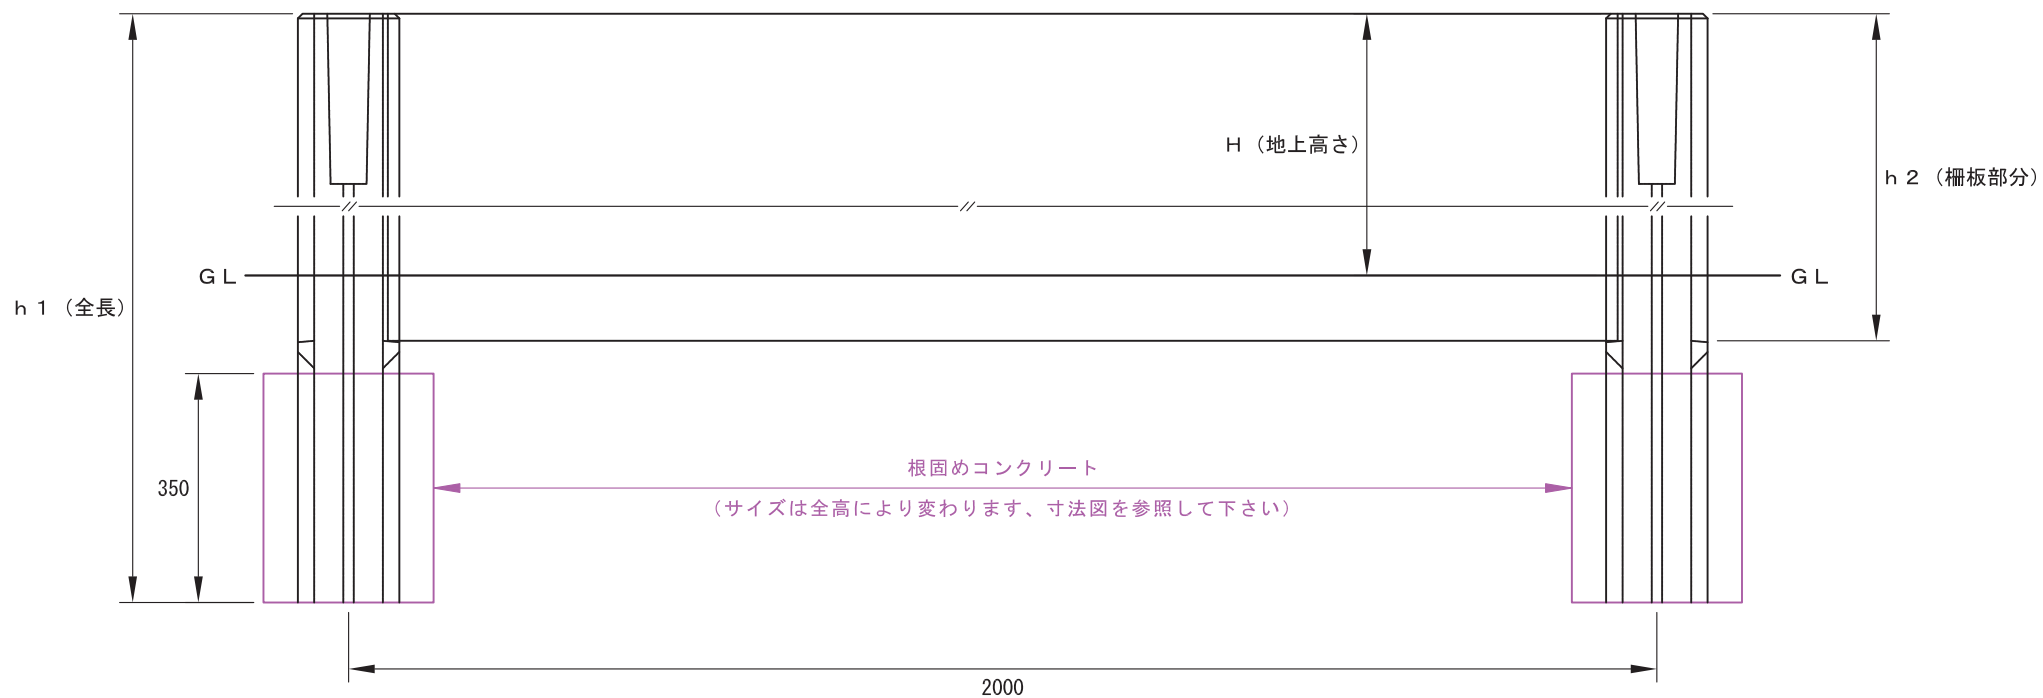 H（地上高さ）
h2（柵板部分）
GL
GL
h1（全長）
根固めコンクリート
350
（サイズは全高により変わります、寸法図を参照して下さい）
2000